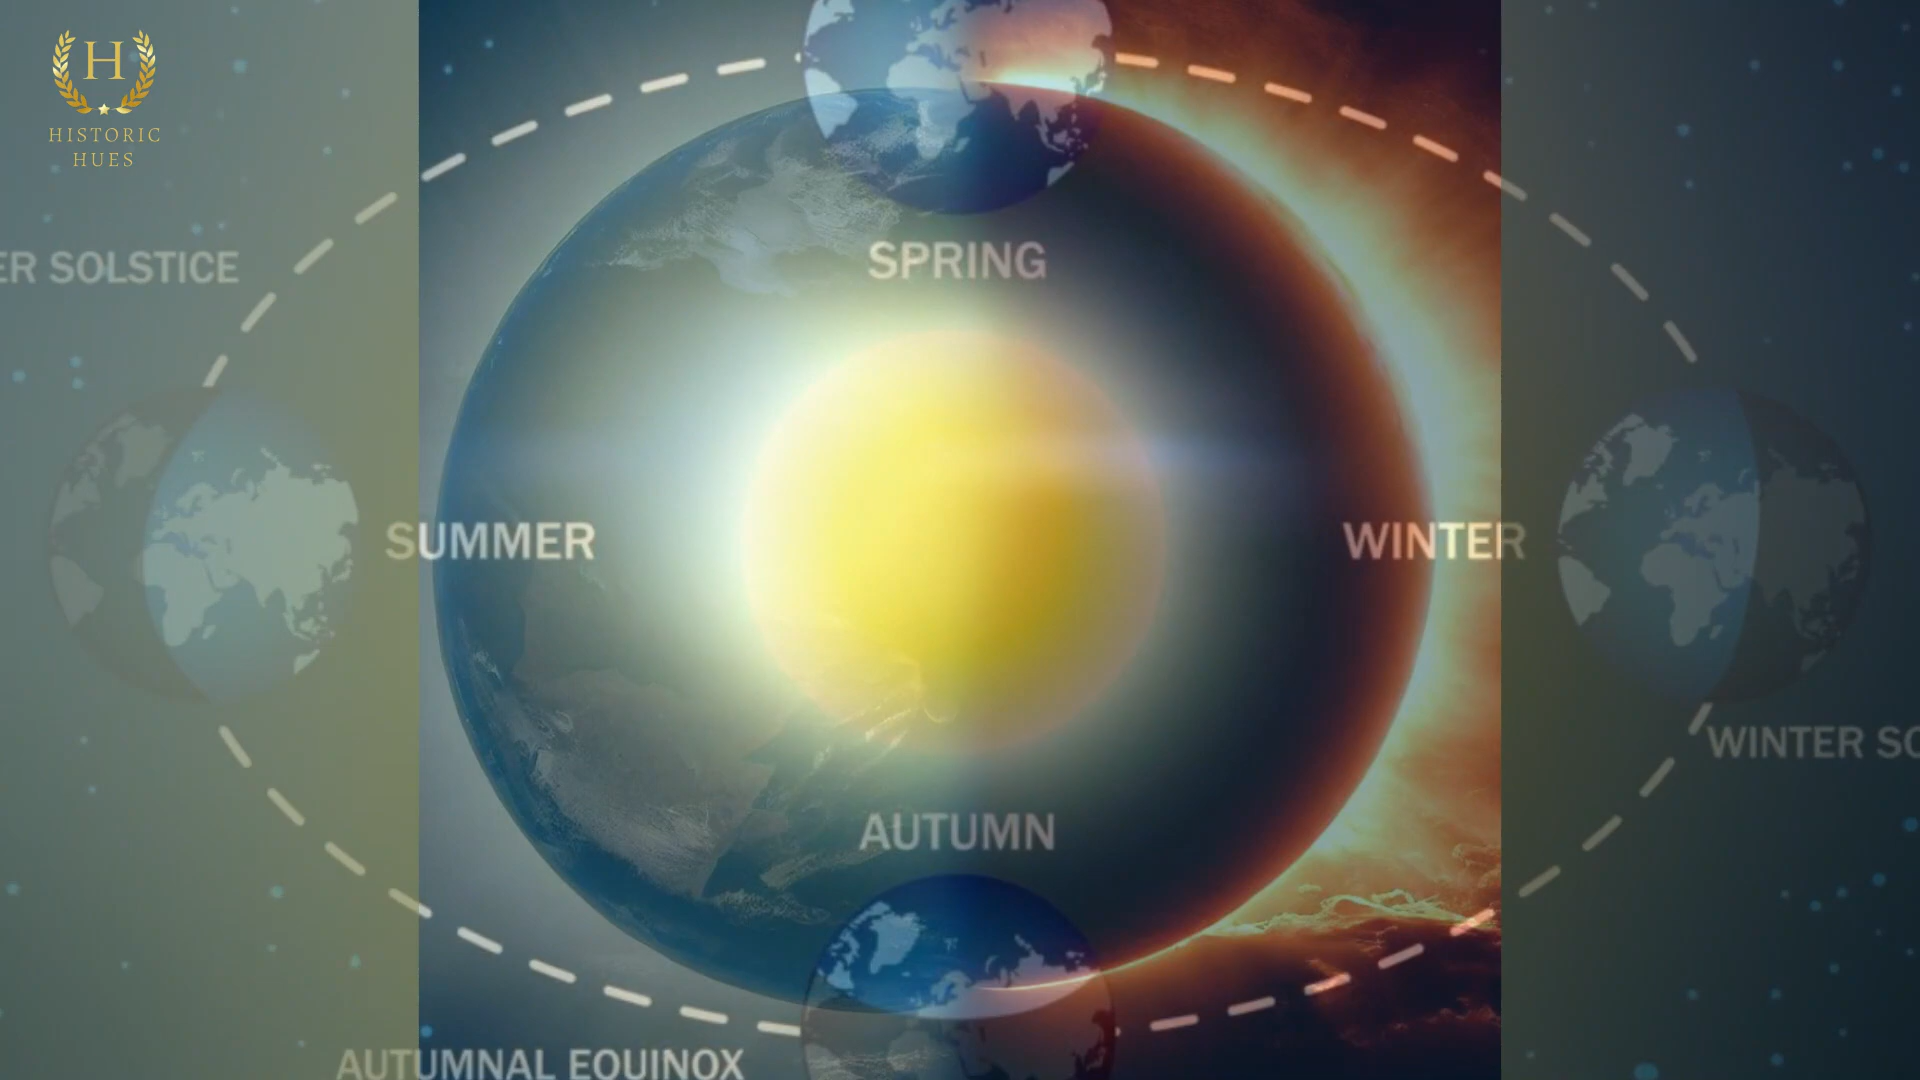 H
HISTORIC
HUES
SPRING
ER SOLSTICE
SUMMER
WINTER
WINTER SO
AUTUMN
AUTUMNAL EQUINOX